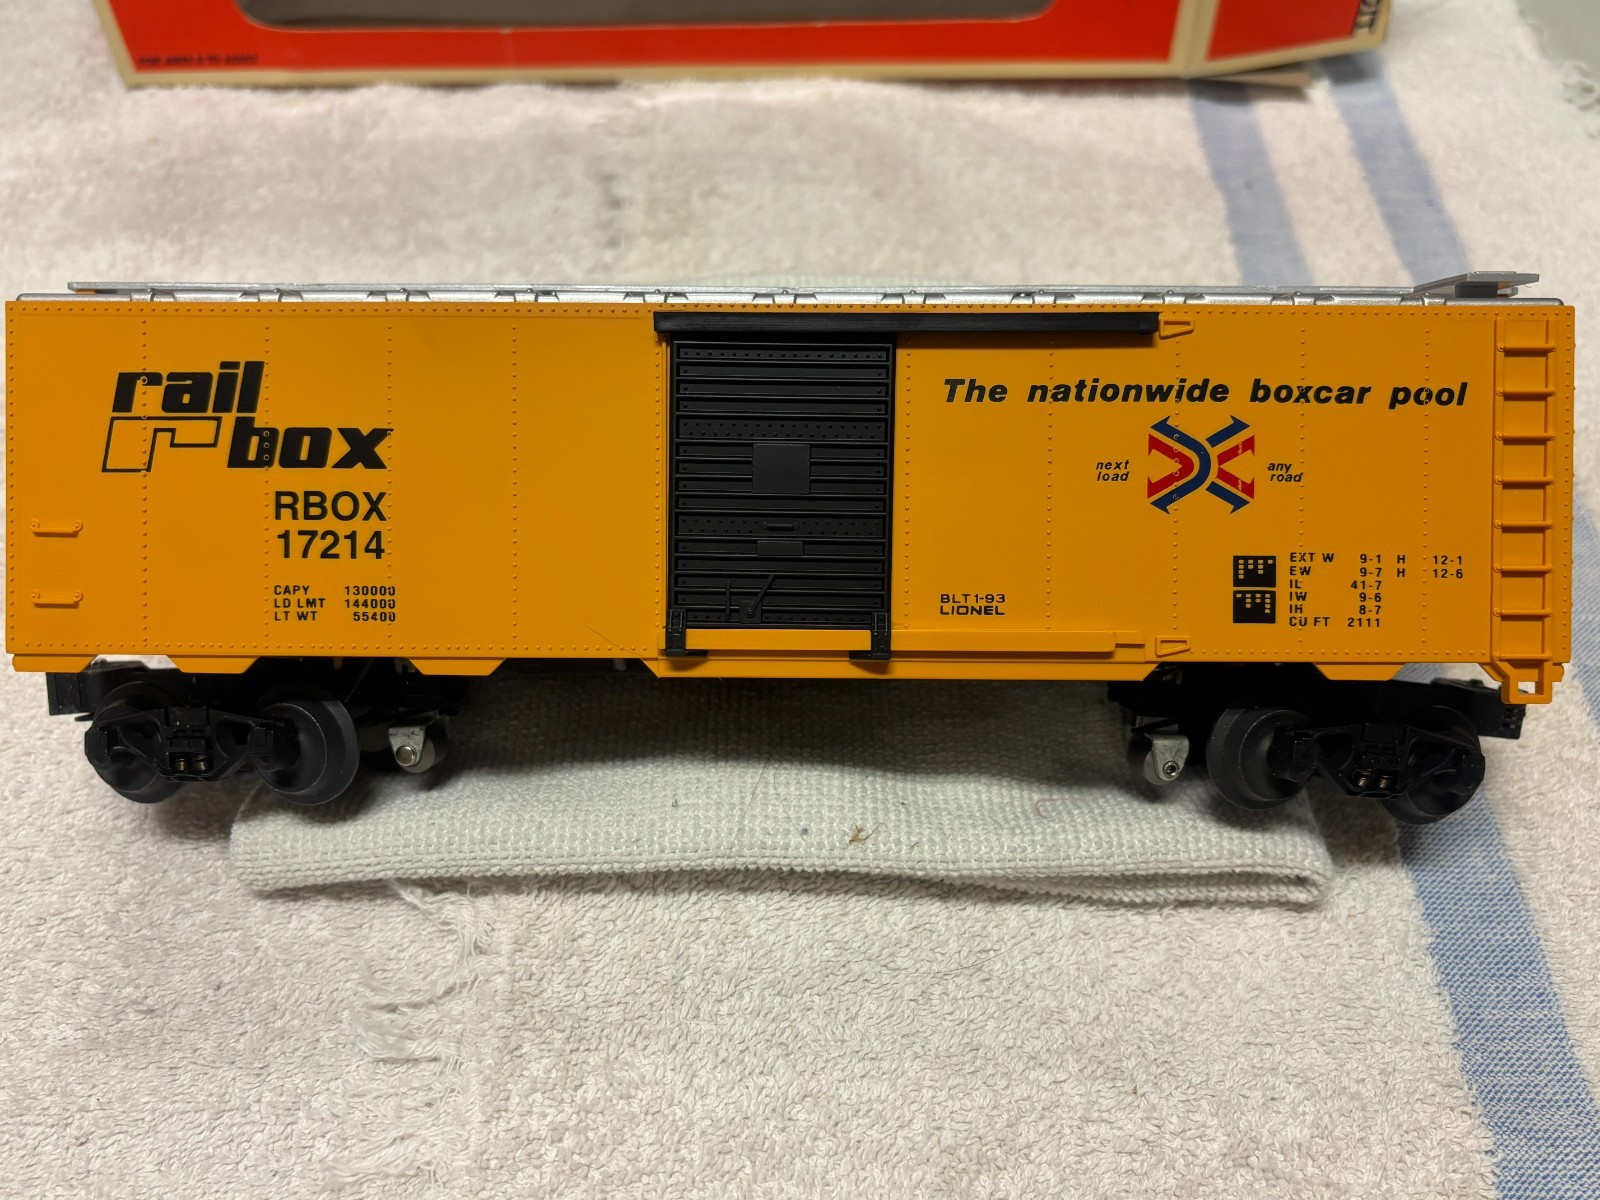 rail
box
RBOX
17214
CAPY 130000
LD LMT 144000
LT WT 55400
The nationwide boxcar pool
next
load
any
road
BLT 1-93
LIONEL
EXT W 9-1 H 12-1
EW 9-7 H 12-6
IL 41-7
IW 9-6
IH 8-7
CU FT 2111